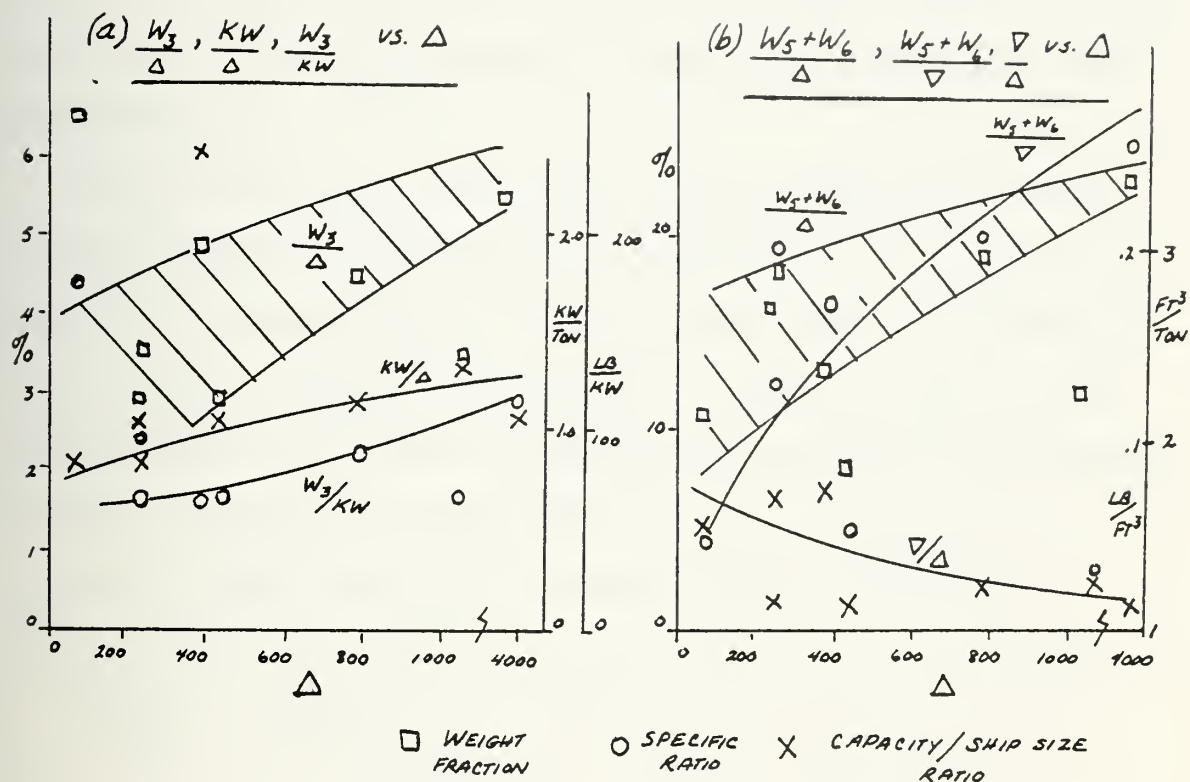 (a) W₃/△, KW/△, W₃/KW vs. △
6
5
4
%
3
2
1
0
0 200 400 600 800 1000 4000
△
W₃/△
KW/△
W₃/KW
2.0
KW/TON
1.0
0
200
LB/KW
100
0
(b) W₅+W₆/△, W₅+W₆/▽, ▽/△ vs. △
%
20
10
0
0 200 400 600 800 1000 4000
△
W₅+W₆/▽
W₅+W₆/△
▽/△
.2 3
FT³/TON
.1 2
LB/FT³
1
□ WEIGHT FRACTION
○ SPECIFIC RATIO
X CAPACITY/SHIP SIZE RATIO